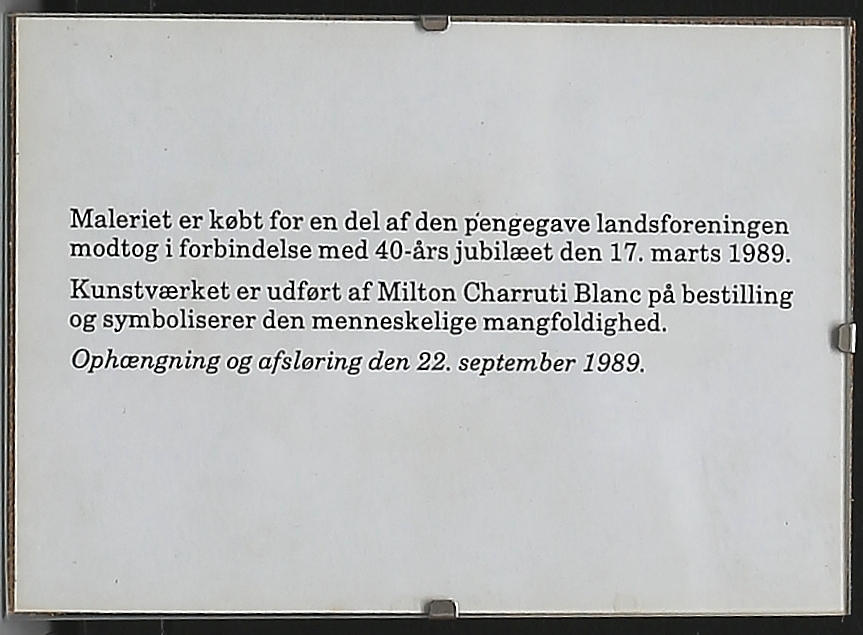 Maleriet er købt for en del af den pengegave landsforeningen
modtog i forbindelse med 40-års jubilæet den 17. marts 1989.
Kunstværket er udført af Milton Charruti Blanc på bestilling
og symboliserer den menneskelige mangfoldighed.
Ophængning og afsløring den 22. september 1989.